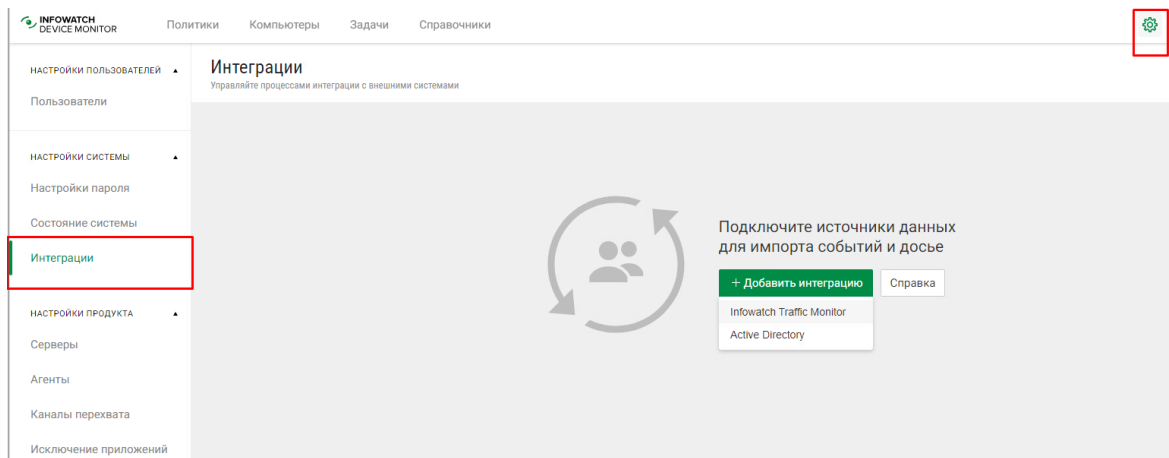 INFOWATCH
DEVICE MONITOR
Политики Компьютеры Задачи Справочники
НАСТРОЙКИ ПОЛЬЗОВАТЕЛЕЙ
Пользователи
НАСТРОЙКИ СИСТЕМЫ
Настройки пароля
Состояние системы
Интеграции
НАСТРОЙКИ ПРОДУКТА
Серверы
Агенты
Каналы перехвата
Исключение приложений
Интеграции
Управляйте процессами интеграции с внешними системами
Подключите источники данных
для импорта событий и досье
+ Добавить интеграцию Справка
Infowatch Traffic Monitor
Active Directory